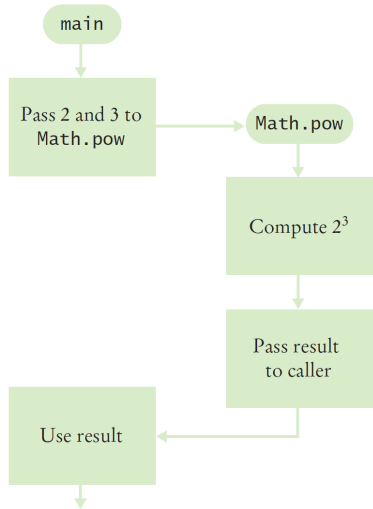 main
Pass 2 and 3 to
Math.pow
Math.pow
Compute 2³
Pass result
to caller
Use result